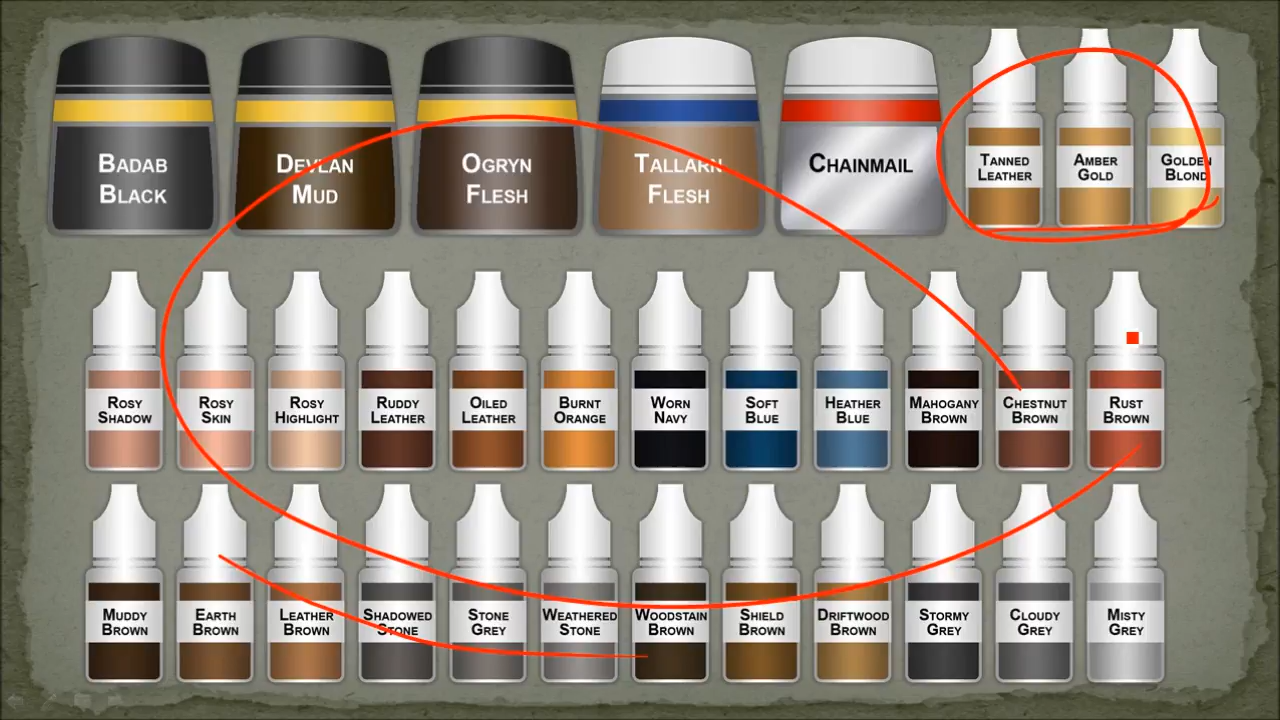 BADAB
BLACK
DEVLAN
MUD
OGRYN
FLESH
TALLARN
FLESH
CHAINMAIL
TANNED
LEATHER
AMBER
GOLD
GOLDEN
BLOND
ROSY
SHADOW
ROSY
SKIN
ROSY
HIGHLIGHT
RUDDY
LEATHER
OILED
LEATHER
BURNT
ORANGE
WORN
NAVY
SOFT
BLUE
HEATHER
BLUE
MAHOGANY
BROWN
CHESTNUT
BROWN
RUST
BROWN
MUDDY
BROWN
EARTH
BROWN
LEATHER
BROWN
SHADOWED
STONE
STONE
GREY
WEATHERED
STONE
WOODSTAIN
BROWN
SHIELD
BROWN
DRIFTWOOD
BROWN
STORMY
GREY
CLOUDY
GREY
MISTY
GREY